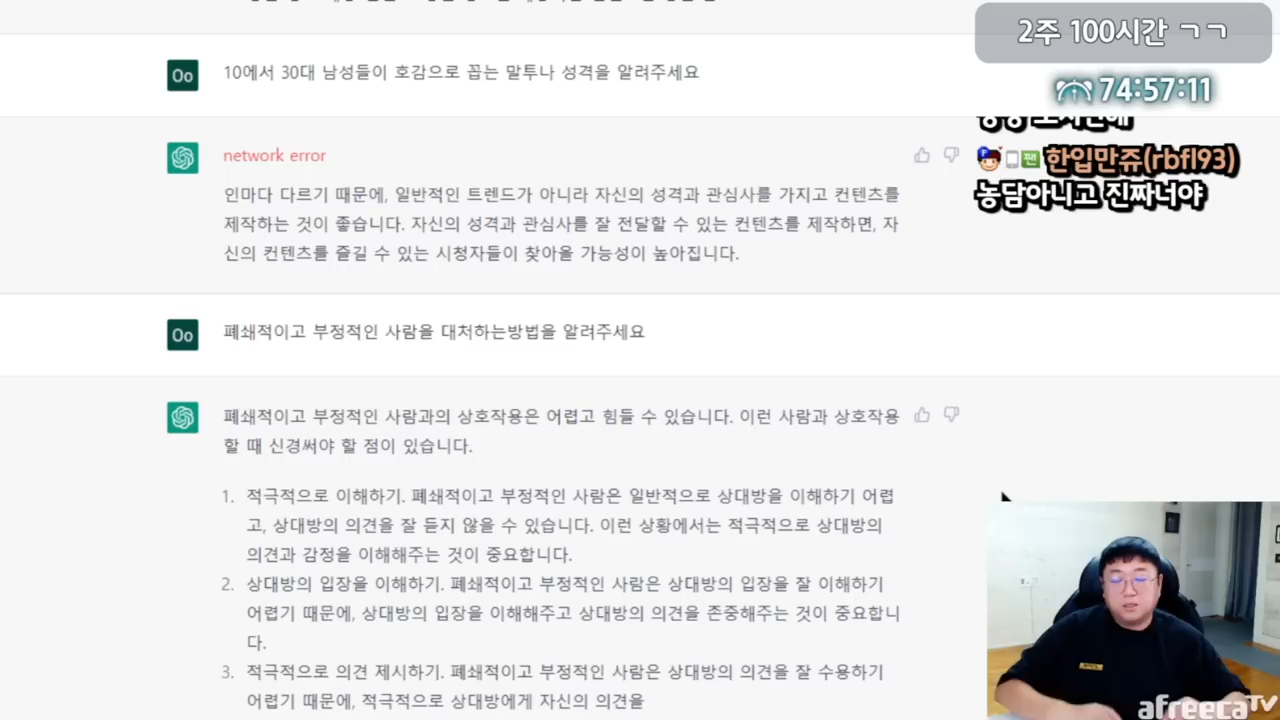 2주 100시간 ㄱㄱ
74:57:11
Oo
10에서 30대 남성들이 호감으로 꼽는 말투나 성격을 알려주세요
network error
인마다 다르기 때문에, 일반적인 트렌드가 아니라 자신의 성격과 관심사를 가지고 컨텐츠를
제작하는 것이 좋습니다. 자신의 성격과 관심사를 잘 전달할 수 있는 컨텐츠를 제작하면, 자
신의 컨텐츠를 즐길 수 있는 시청자들이 찾아올 가능성이 높아집니다.
팬 한입만쥬(rbfl93)
농담아니고 진짜너야
Oo
폐쇄적이고 부정적인 사람을 대처하는방법을 알려주세요
폐쇄적이고 부정적인 사람과의 상호작용은 어렵고 힘들 수 있습니다. 이런 사람과 상호작용
할 때 신경써야 할 점이 있습니다.
1. 적극적으로 이해하기. 폐쇄적이고 부정적인 사람은 일반적으로 상대방을 이해하기 어렵
고, 상대방의 의견을 잘 듣지 않을 수 있습니다. 이런 상황에서는 적극적으로 상대방의
의견과 감정을 이해해주는 것이 중요합니다.
2. 상대방의 입장을 이해하기. 폐쇄적이고 부정적인 사람은 상대방의 입장을 잘 이해하기
어렵기 때문에, 상대방의 입장을 이해해주고 상대방의 의견을 존중해주는 것이 중요합니
다.
3. 적극적으로 의견 제시하기. 폐쇄적이고 부정적인 사람은 상대방의 의견을 잘 수용하기
어렵기 때문에, 적극적으로 상대방에게 자신의 의견을
afreecaTV